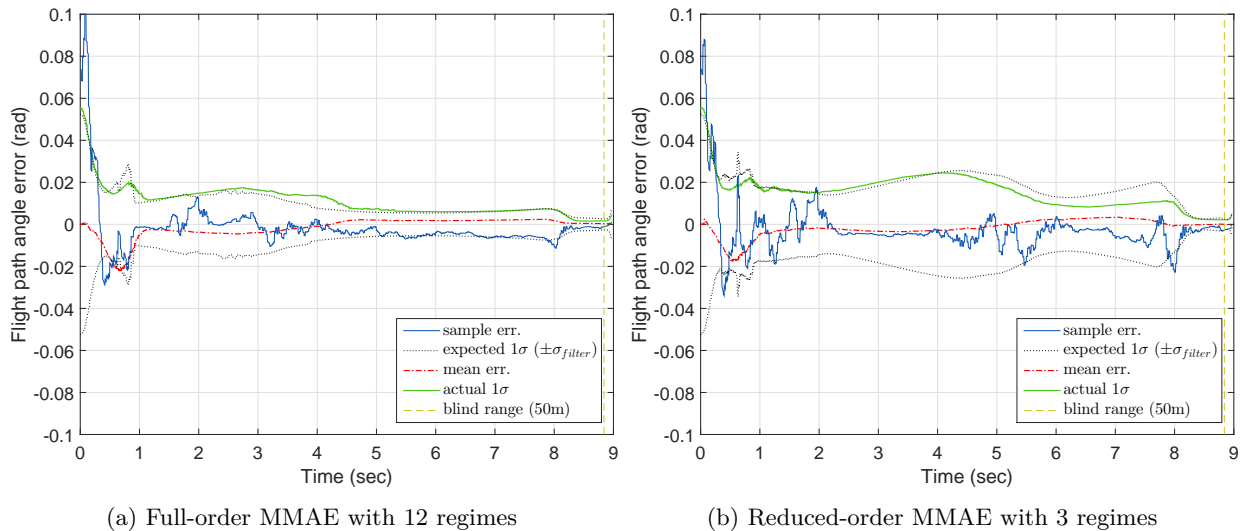 Flight path angle error (rad)
0.1
0.08
0.06
0.04
0.02
0
-0.02
-0.04
-0.06
-0.08
-0.1
0 1 2 3 4 5 6 7 8 9
Time (sec)
sample err.
expected 1σ (±σfilter)
mean err.
actual 1σ
blind range (50m)
(a) Full-order MMAE with 12 regimes
Flight path angle error (rad)
0.1
0.08
0.06
0.04
0.02
0
-0.02
-0.04
-0.06
-0.08
-0.1
0 1 2 3 4 5 6 7 8 9
Time (sec)
sample err.
expected 1σ (±σfilter)
mean err.
actual 1σ
blind range (50m)
(b) Reduced-order MMAE with 3 regimes